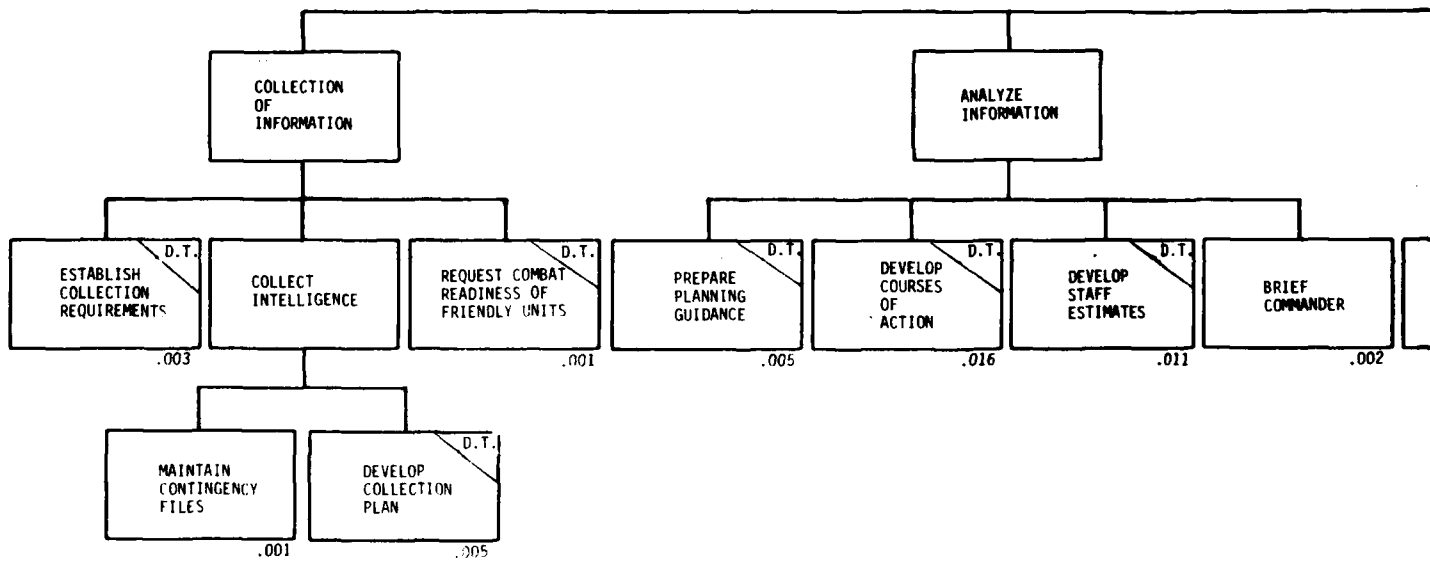 COLLECTION
OF
INFORMATION
ANALYZE
INFORMATION
D.T.
ESTABLISH
COLLECTION
REQUIREMENTS
.003
COLLECT
INTELLIGENCE
D.T.
REQUEST COMBAT
READINESS OF
FRIENDLY UNITS
.001
D.T.
PREPARE
PLANNING
GUIDANCE
.005
D.T.
DEVELOP
COURSES
OF
ACTION
.016
D.T.
DEVELOP
STAFF
ESTIMATES
.011
BRIEF
COMMANDER
.002
MAINTAIN
CONTINGENCY
FILES
.001
D.T.
DEVELOP
COLLECTION
PLAN
.005